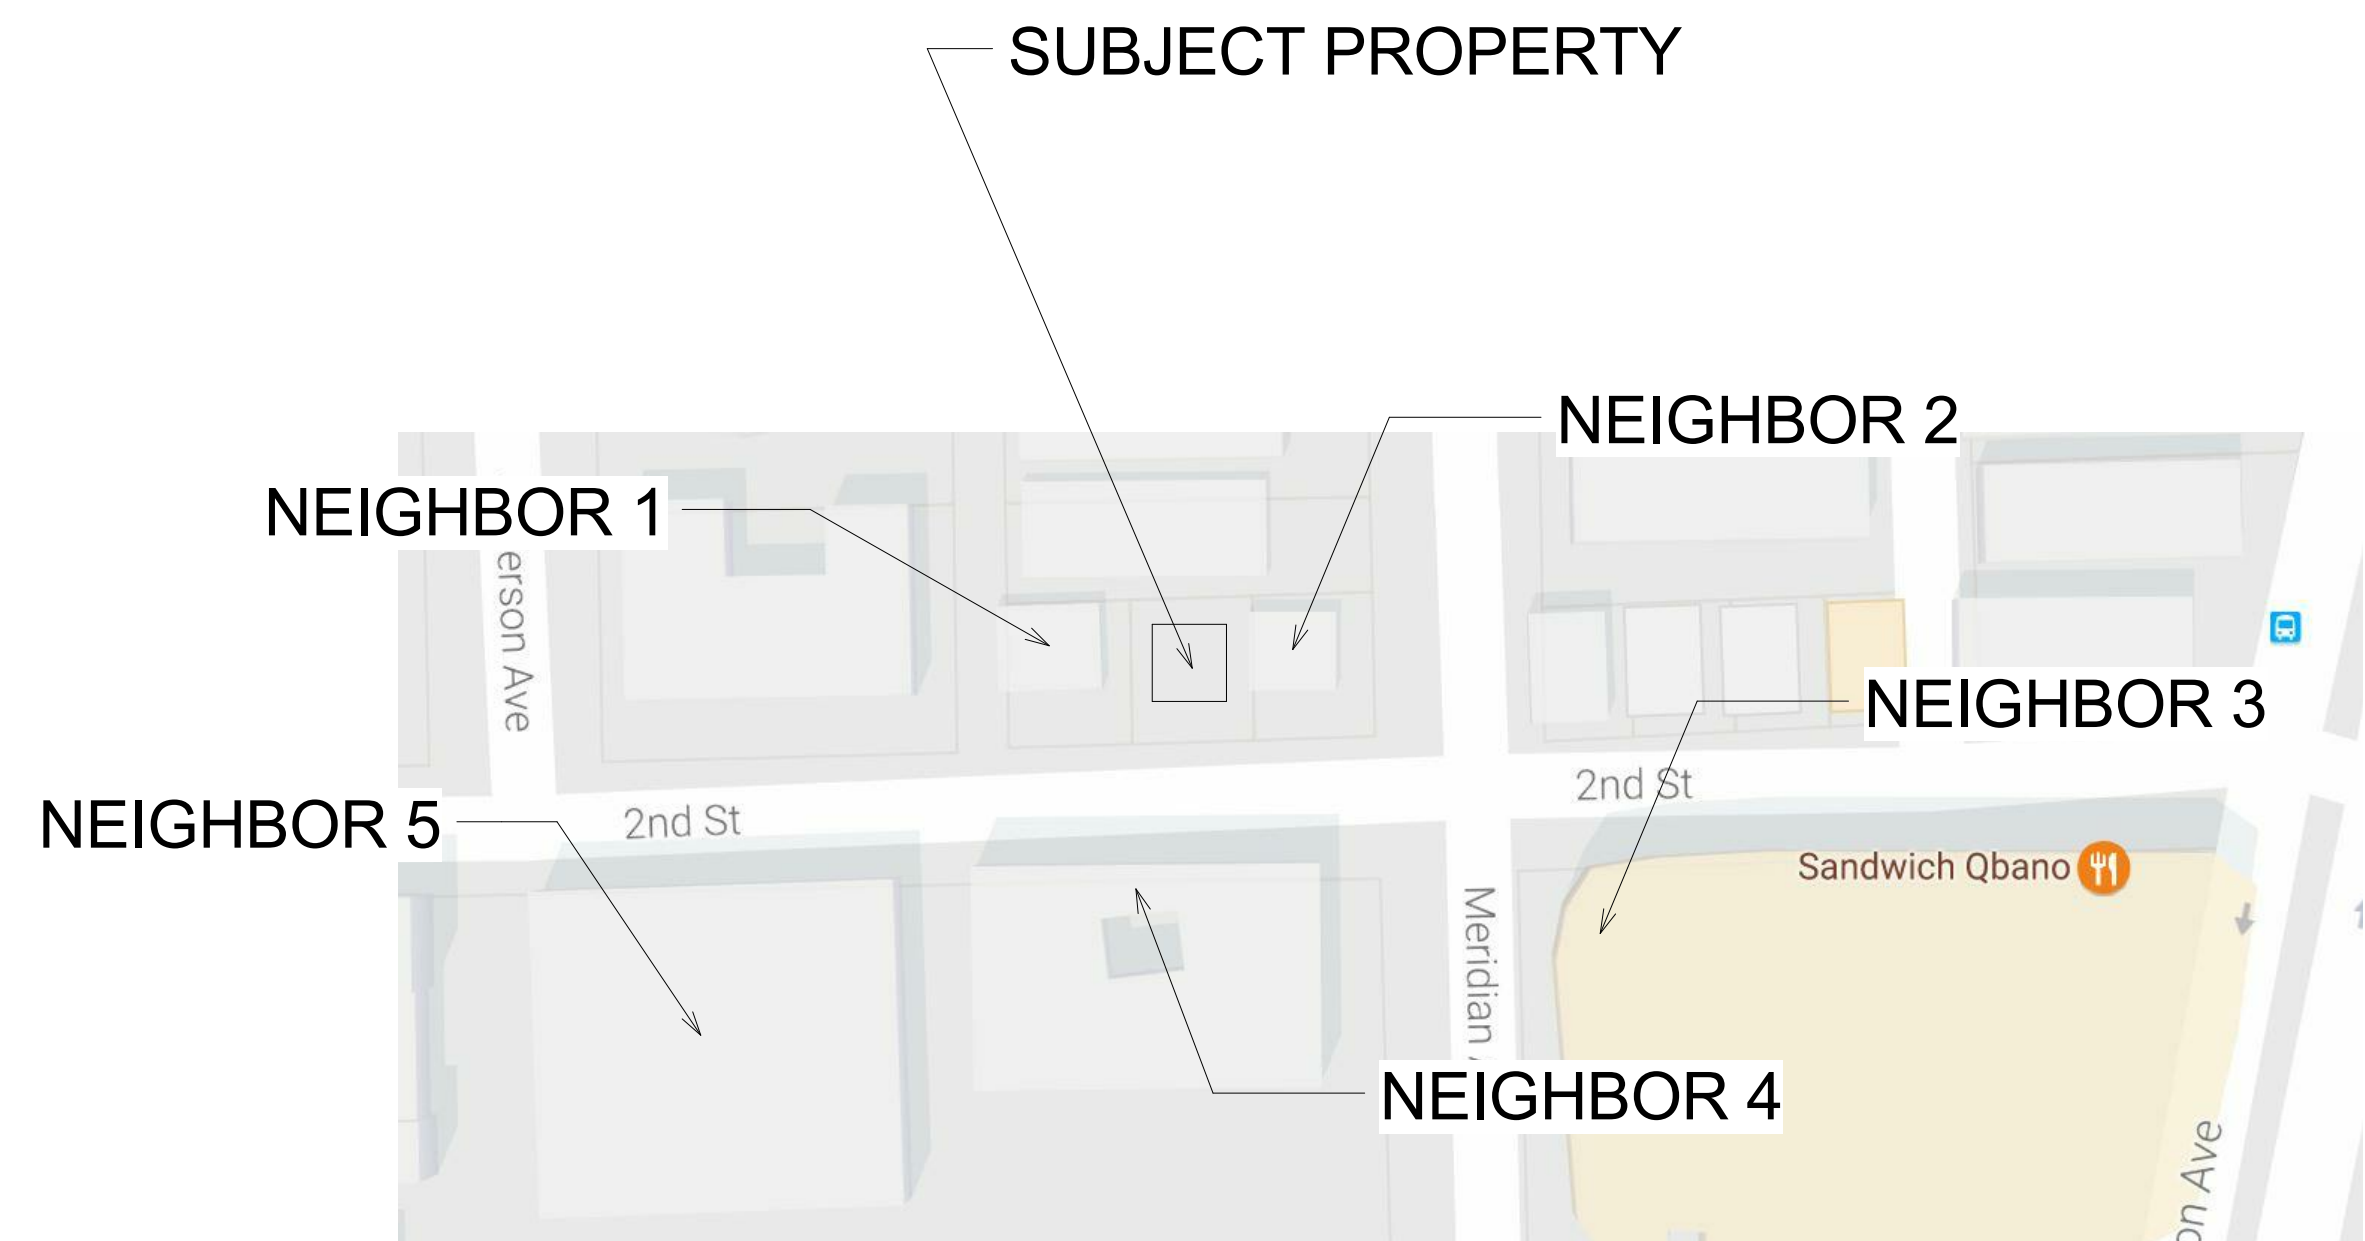 SUBJECT PROPERTY
NEIGHBOR 2
NEIGHBOR 1
erson Ave
NEIGHBOR 3
2nd St
NEIGHBOR 5
2nd St
Sandwich Qbano
Meridian
NEIGHBOR 4
on Ave